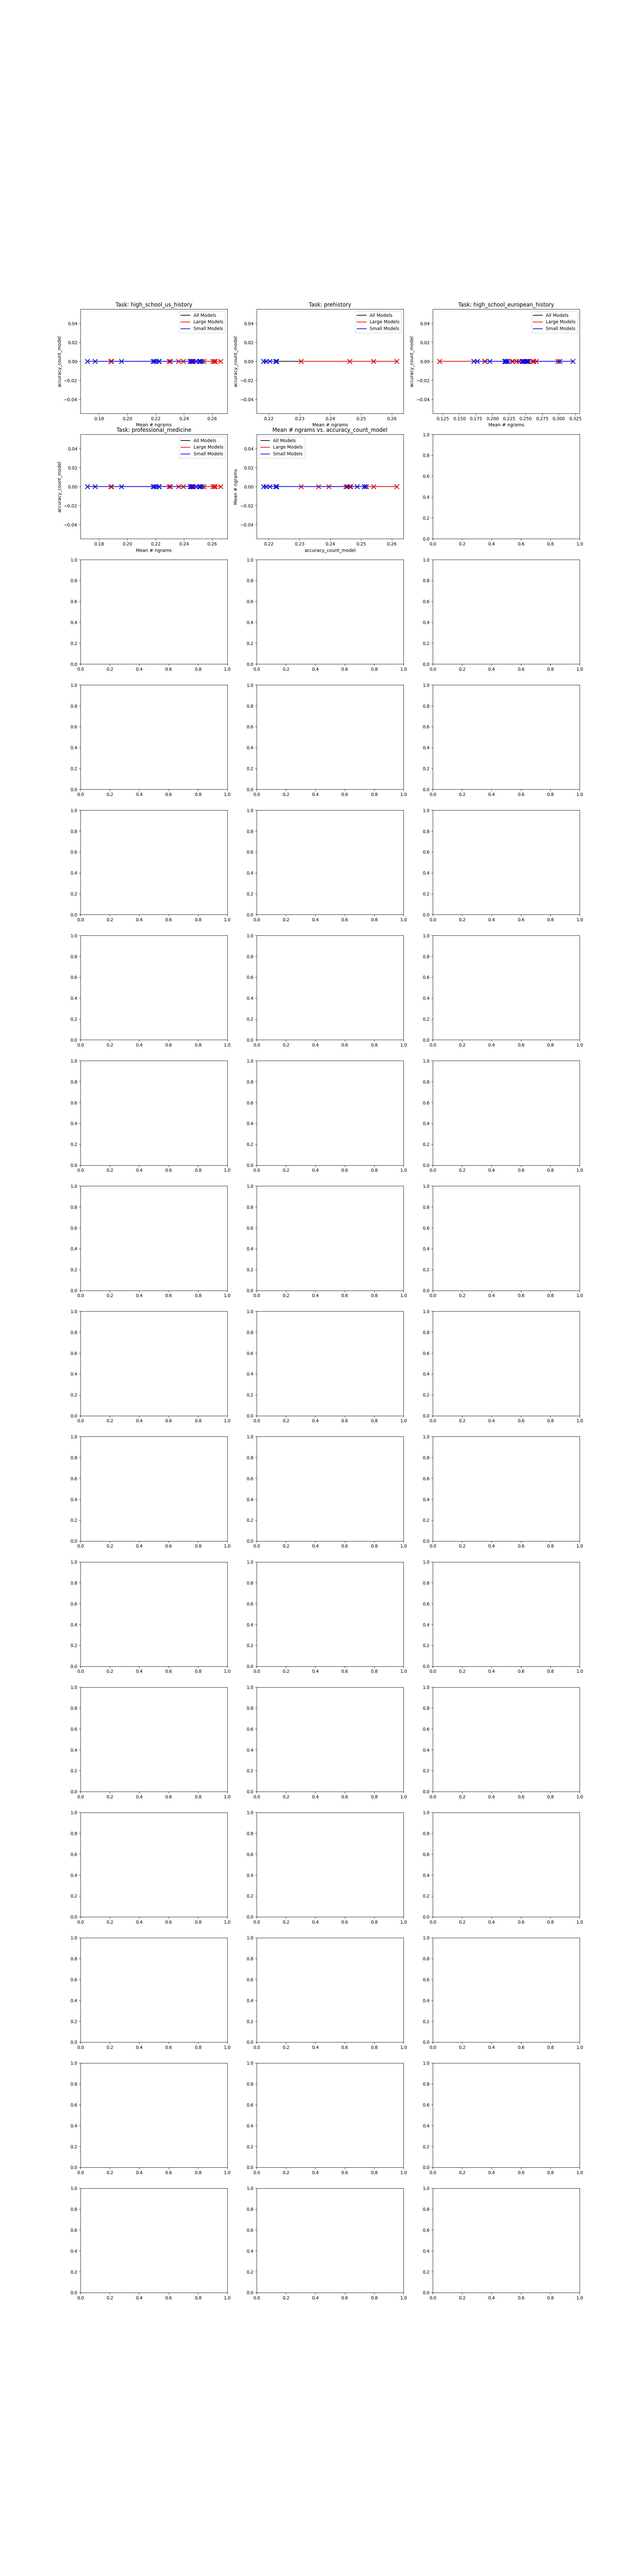 Task: high_school_us_history Task: prehistory Task: high_school_european_history
All Models All Models All Models
Large Models Large Models Large Models
Small Models Small Models Small Models
0.04 0.04 0.04
0.02 0.02 0.02
0.00 0.00 0.00
−0.02 −0.02 −0.02
−0.04 −0.04 −0.04
accuracy_count_model accuracy_count_model accuracy_count_model
0.18 0.20 0.22 0.24 0.26 0.22 0.23 0.24 0.25 0.26 0.125 0.150 0.175 0.200 0.225 0.250 0.275 0.300 0.325
Mean # ngrams Mean # ngrams Mean # ngrams
Task: professional_medicine Mean # ngrams vs. accuracy_count_model
All Models All Models
Large Models Large Models
Small Models Small Models
0.04 0.04 1.0
0.02 0.02 0.8
0.00 0.00 0.6
−0.02 −0.02 0.4
−0.04 −0.04 0.2
0.0
accuracy_count_model Mean # ngrams
0.18 0.20 0.22 0.24 0.26 0.22 0.23 0.24 0.25 0.26 0.0 0.2 0.4 0.6 0.8 1.0
Mean # ngrams accuracy_count_model
1.0 1.0 1.0
0.8 0.8 0.8
0.6 0.6 0.6
0.4 0.4 0.4
0.2 0.2 0.2
0.0 0.0 0.0
0.0 0.2 0.4 0.6 0.8 1.0 0.0 0.2 0.4 0.6 0.8 1.0 0.0 0.2 0.4 0.6 0.8 1.0
1.0 1.0 1.0
0.8 0.8 0.8
0.6 0.6 0.6
0.4 0.4 0.4
0.2 0.2 0.2
0.0 0.0 0.0
0.0 0.2 0.4 0.6 0.8 1.0 0.0 0.2 0.4 0.6 0.8 1.0 0.0 0.2 0.4 0.6 0.8 1.0
1.0 1.0 1.0
0.8 0.8 0.8
0.6 0.6 0.6
0.4 0.4 0.4
0.2 0.2 0.2
0.0 0.0 0.0
0.0 0.2 0.4 0.6 0.8 1.0 0.0 0.2 0.4 0.6 0.8 1.0 0.0 0.2 0.4 0.6 0.8 1.0
1.0 1.0 1.0
0.8 0.8 0.8
0.6 0.6 0.6
0.4 0.4 0.4
0.2 0.2 0.2
0.0 0.0 0.0
0.0 0.2 0.4 0.6 0.8 1.0 0.0 0.2 0.4 0.6 0.8 1.0 0.0 0.2 0.4 0.6 0.8 1.0
1.0 1.0 1.0
0.8 0.8 0.8
0.6 0.6 0.6
0.4 0.4 0.4
0.2 0.2 0.2
0.0 0.0 0.0
0.0 0.2 0.4 0.6 0.8 1.0 0.0 0.2 0.4 0.6 0.8 1.0 0.0 0.2 0.4 0.6 0.8 1.0
1.0 1.0 1.0
0.8 0.8 0.8
0.6 0.6 0.6
0.4 0.4 0.4
0.2 0.2 0.2
0.0 0.0 0.0
0.0 0.2 0.4 0.6 0.8 1.0 0.0 0.2 0.4 0.6 0.8 1.0 0.0 0.2 0.4 0.6 0.8 1.0
1.0 1.0 1.0
0.8 0.8 0.8
0.6 0.6 0.6
0.4 0.4 0.4
0.2 0.2 0.2
0.0 0.0 0.0
0.0 0.2 0.4 0.6 0.8 1.0 0.0 0.2 0.4 0.6 0.8 1.0 0.0 0.2 0.4 0.6 0.8 1.0
1.0 1.0 1.0
0.8 0.8 0.8
0.6 0.6 0.6
0.4 0.4 0.4
0.2 0.2 0.2
0.0 0.0 0.0
0.0 0.2 0.4 0.6 0.8 1.0 0.0 0.2 0.4 0.6 0.8 1.0 0.0 0.2 0.4 0.6 0.8 1.0
1.0 1.0 1.0
0.8 0.8 0.8
0.6 0.6 0.6
0.4 0.4 0.4
0.2 0.2 0.2
0.0 0.0 0.0
0.0 0.2 0.4 0.6 0.8 1.0 0.0 0.2 0.4 0.6 0.8 1.0 0.0 0.2 0.4 0.6 0.8 1.0
1.0 1.0 1.0
0.8 0.8 0.8
0.6 0.6 0.6
0.4 0.4 0.4
0.2 0.2 0.2
0.0 0.0 0.0
0.0 0.2 0.4 0.6 0.8 1.0 0.0 0.2 0.4 0.6 0.8 1.0 0.0 0.2 0.4 0.6 0.8 1.0
1.0 1.0 1.0
0.8 0.8 0.8
0.6 0.6 0.6
0.4 0.4 0.4
0.2 0.2 0.2
0.0 0.0 0.0
0.0 0.2 0.4 0.6 0.8 1.0 0.0 0.2 0.4 0.6 0.8 1.0 0.0 0.2 0.4 0.6 0.8 1.0
1.0 1.0 1.0
0.8 0.8 0.8
0.6 0.6 0.6
0.4 0.4 0.4
0.2 0.2 0.2
0.0 0.0 0.0
0.0 0.2 0.4 0.6 0.8 1.0 0.0 0.2 0.4 0.6 0.8 1.0 0.0 0.2 0.4 0.6 0.8 1.0
1.0 1.0 1.0
0.8 0.8 0.8
0.6 0.6 0.6
0.4 0.4 0.4
0.2 0.2 0.2
0.0 0.0 0.0
0.0 0.2 0.4 0.6 0.8 1.0 0.0 0.2 0.4 0.6 0.8 1.0 0.0 0.2 0.4 0.6 0.8 1.0
1.0 1.0 1.0
0.8 0.8 0.8
0.6 0.6 0.6
0.4 0.4 0.4
0.2 0.2 0.2
0.0 0.0 0.0
0.0 0.2 0.4 0.6 0.8 1.0 0.0 0.2 0.4 0.6 0.8 1.0 0.0 0.2 0.4 0.6 0.8 1.0